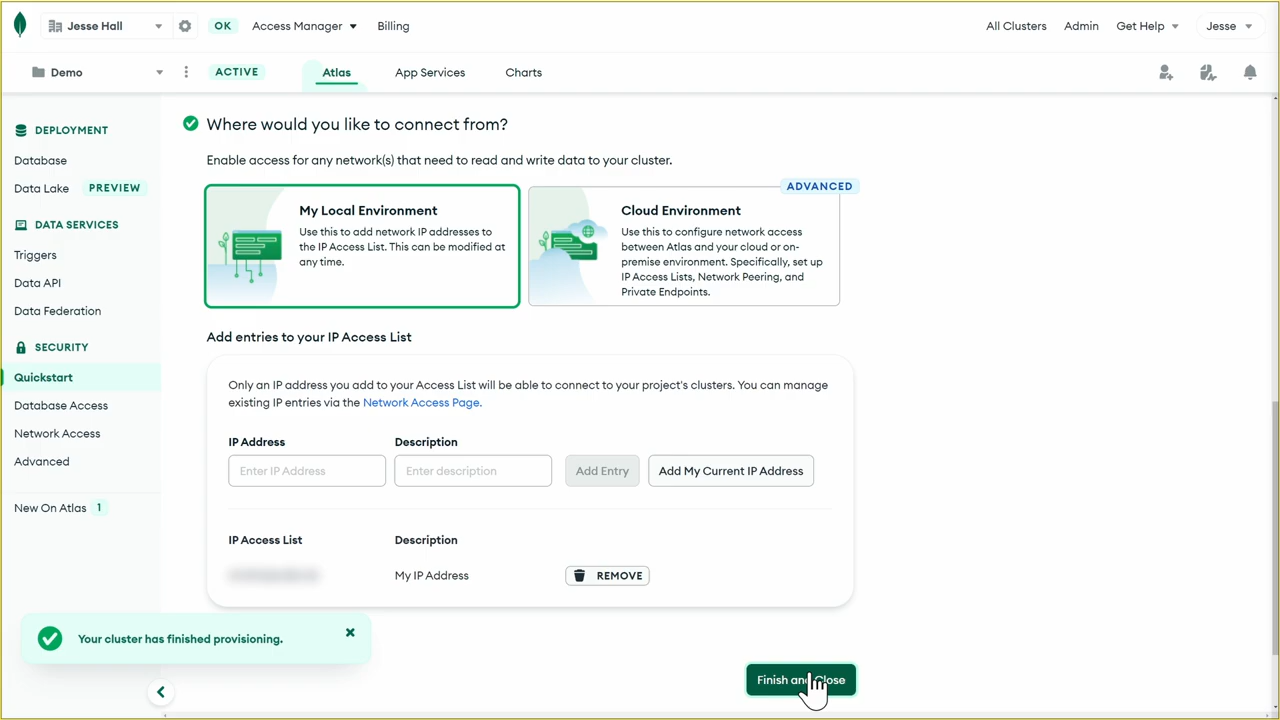 Jesse Hall
OK
Access Manager
Billing
All Clusters
Admin
Get Help
Jesse
Demo
ACTIVE
Atlas
App Services
Charts
DEPLOYMENT
Database
Data Lake PREVIEW
DATA SERVICES
Triggers
Data API
Data Federation
SECURITY
Quickstart
Database Access
Network Access
Advanced
New On Atlas 1
Where would you like to connect from?
Enable access for any network(s) that need to read and write data to your cluster.
My Local Environment
Use this to add network IP addresses to
the IP Access List. This can be modified at
any time.
ADVANCED
Cloud Environment
Use this to configure network access
between Atlas and your cloud or on-
premise environment. Specifically, set up
IP Access Lists, Network Peering, and
Private Endpoints.
Add entries to your IP Access List
Only an IP address you add to your Access List will be able to connect to your project's clusters. You can manage
existing IP entries via the Network Access Page.
IP Address
Description
Enter IP Address
Enter description
Add Entry
Add My Current IP Address
IP Access List
Description
My IP Address
REMOVE
Your cluster has finished provisioning.
Finish and Close